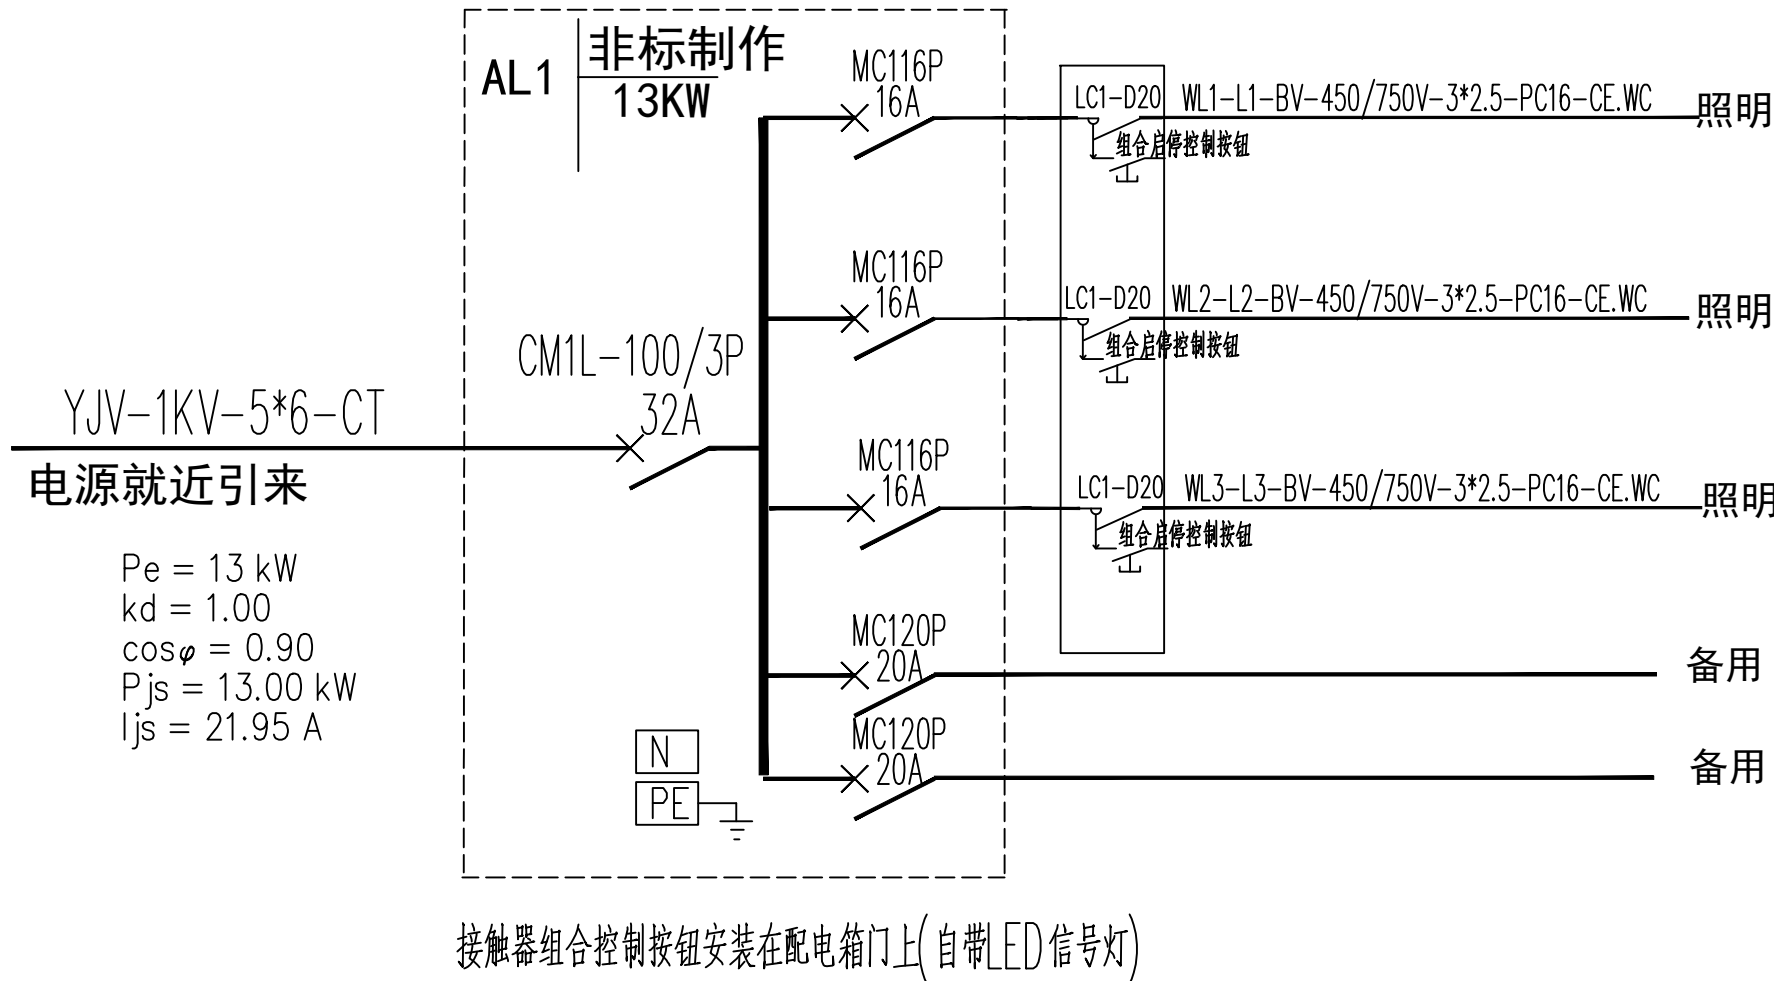 AL1
非标制作
13KW
MC116P
16A
LC1-D20
WL1-L1-BV-450/750V-3*2.5-PC16-CE.WC
照明
组合启停控制按钮
MC116P
16A
LC1-D20
WL2-L2-BV-450/750V-3*2.5-PC16-CE.WC
照明
组合启停控制按钮
CM1L-100/3P
32A
YJV-1KV-5*6-CT
电源就近引来
MC116P
16A
LC1-D20
WL3-L3-BV-450/750V-3*2.5-PC16-CE.WC
照明
组合启停控制按钮
Pe = 13 kW
kd = 1.00
cosφ = 0.90
Pjs = 13.00 kW
Ijs = 21.95 A
MC120P
20A
备用
MC120P
20A
备用
N
PE
接触器组合控制按钮安装在配电箱门上(自带LED信号灯)